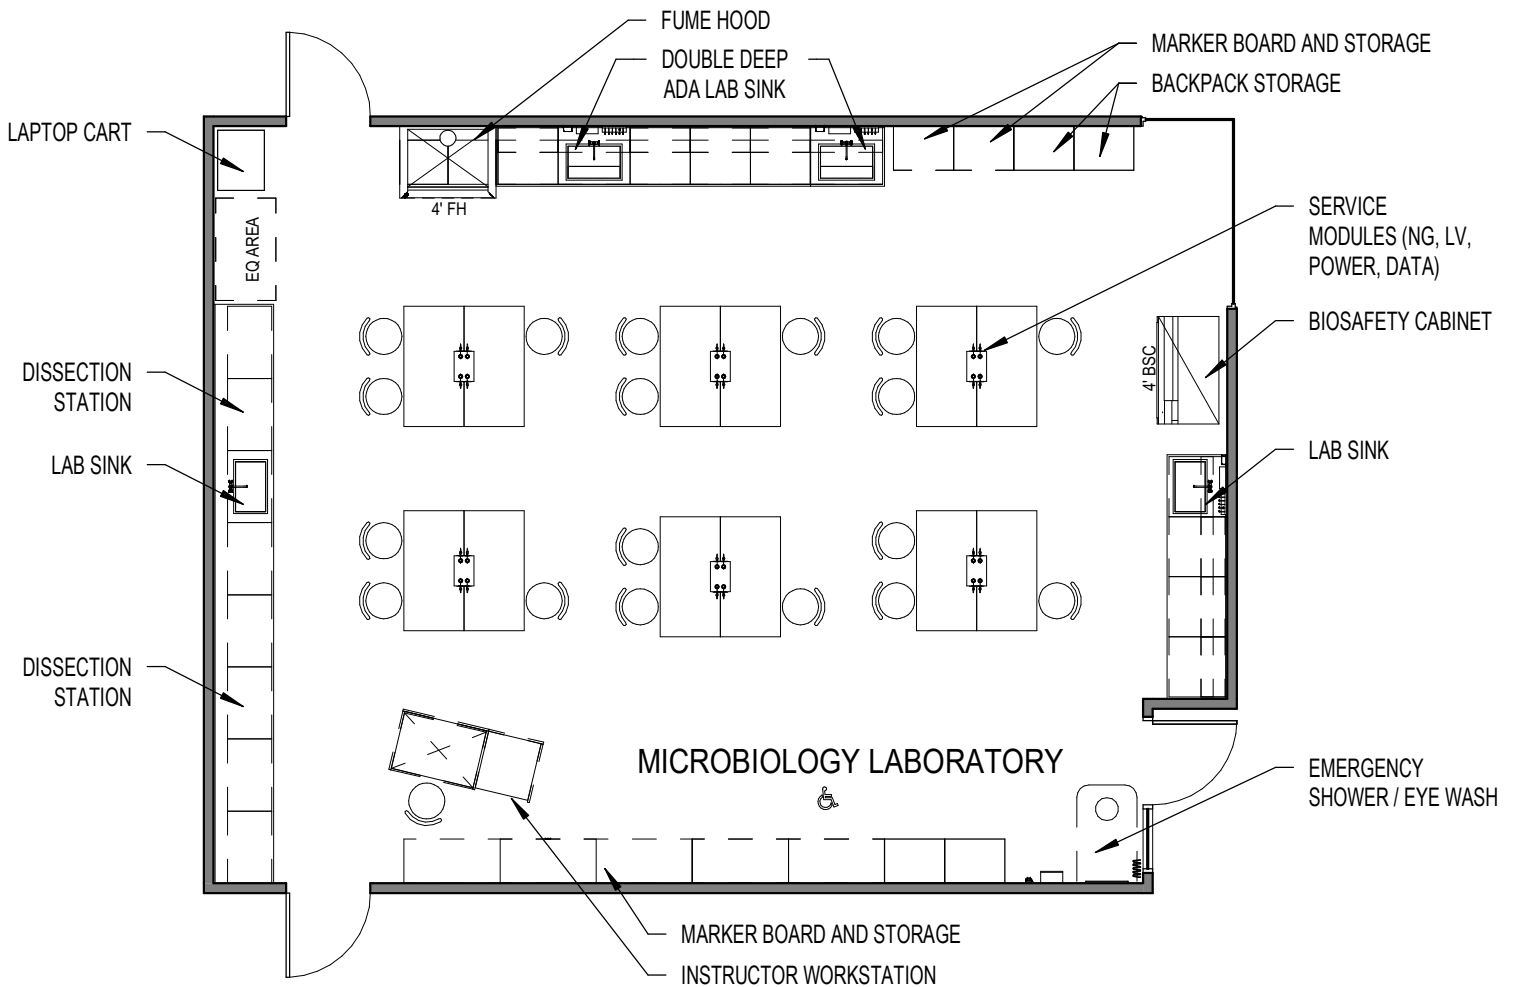 FUME HOOD
MARKER BOARD AND STORAGE
DOUBLE DEEP
ADA LAB SINK
BACKPACK STORAGE
LAPTOP CART
4' FH
EQ AREA
SERVICE
MODULES (NG, LV,
POWER, DATA)
BIOSAFETY CABINET
4' BSC
DISSECTION
STATION
LAB SINK
LAB SINK
DISSECTION
STATION
MICROBIOLOGY LABORATORY
EMERGENCY
SHOWER / EYE WASH
MARKER BOARD AND STORAGE
INSTRUCTOR WORKSTATION